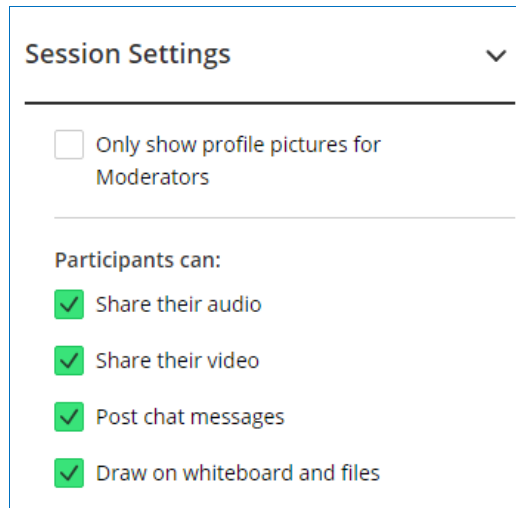 Session Settings
Only show profile pictures for
Moderators
Participants can:
Share their audio
Share their video
Post chat messages
Draw on whiteboard and files